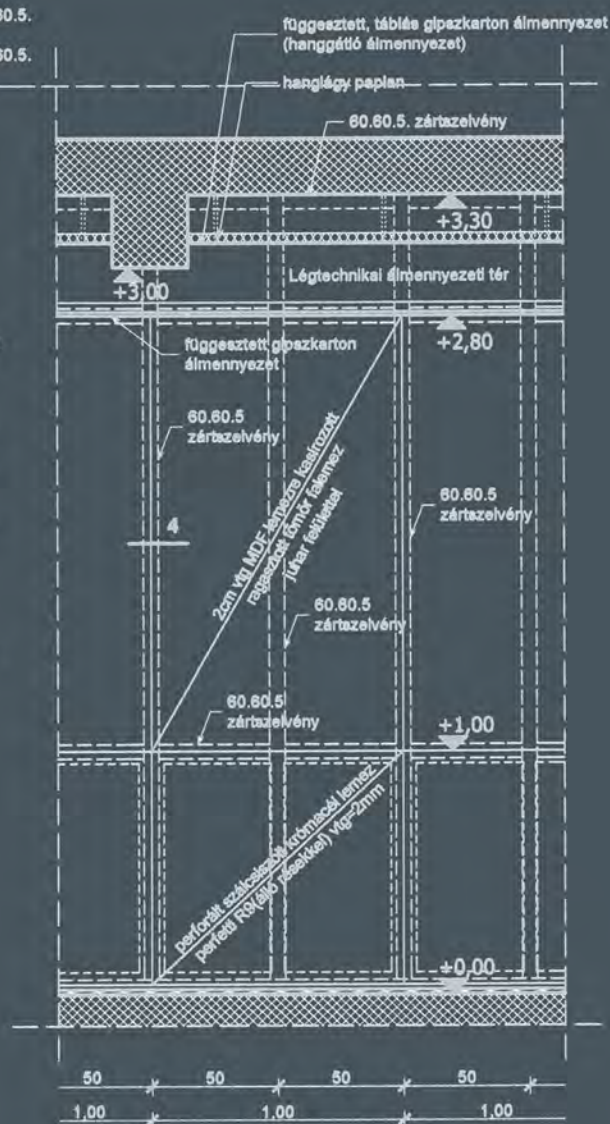 60.5.
60.5.
függesztett, táblás gipszkarton álmennyezet
(hanggátló álmennyezet)
hanglágy paplan
60.60.5. zártszelvény
+3,30
+3,00
Légtechnikai álmennyezeti tér
+2,80
függesztett gipszkarton
álmennyezet
60.60.5
zártszelvény
4
2cm vtg MDF lemezre kasírozott
ragasztott tömör falemez
juhar felülettel
60.60.5
zártszelvény
60.60.5
zártszelvény
60.60.5
zártszelvény
+1,00
perforált szálcsiszolt krómacél lemez
perfetti R9(álló résekkel) vtg=2mm
+0,00
50 50 50 50
1,00 1,00 1,00